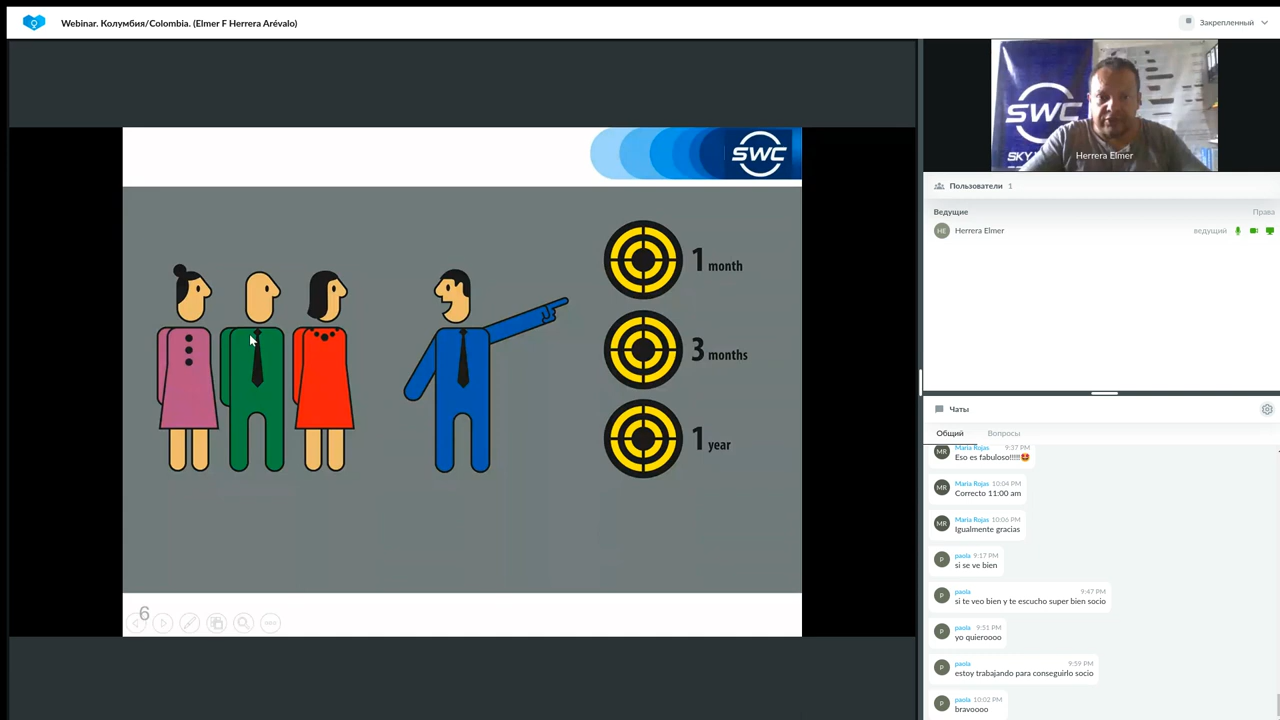 Webinar. Колумбия/Colombia. (Elmer F Herrera Arévalo)
Закрепленный
SWC
1 month
3 months
1 year
6
SWC
SKY
Herrera Elmer
Пользователи 1
Ведущие
Права
HE
Herrera Elmer
ведущий
Чаты
Общий
Вопросы
MR
Maria Rojas 9:37 PM
Eso es fabuloso!!!!!🤩
MR
Maria Rojas 10:04 PM
Correcto 11:00 am
MR
Maria Rojas 10:06 PM
Igualmente gracias
P
paola 9:17 PM
si se ve bien
P
paola 9:47 PM
si te veo bien y te escucho super bien socio
P
paola 9:51 PM
yo quieroooo
P
paola 9:59 PM
estoy trabajando para conseguirlo socio
P
paola 10:02 PM
bravoooo